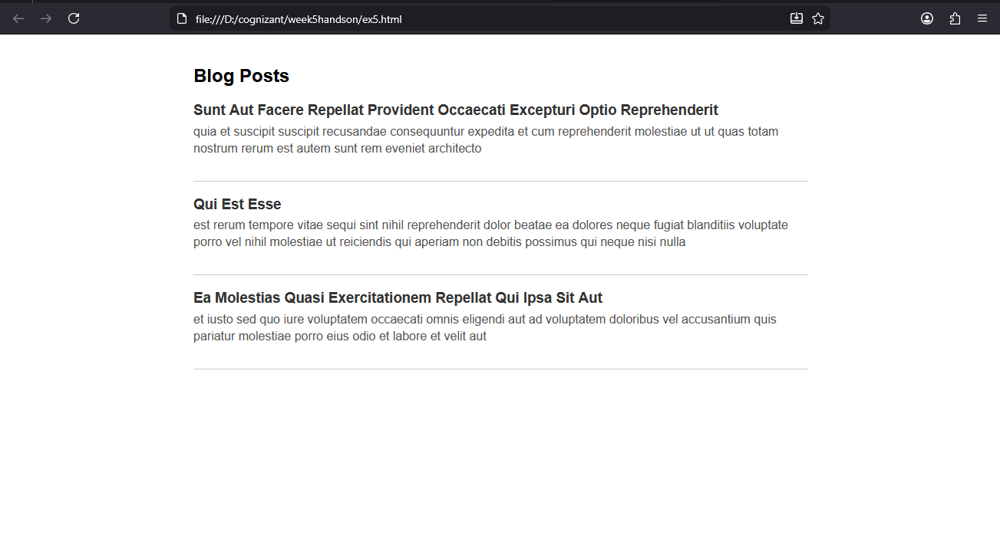 file:///D:/cognizant/week5handson/ex5.html
Blog Posts
Sunt Aut Facere Repellat Provident Occaecati Excepturi Optio Reprehenderit
quia et suscipit suscipit recusandae consequuntur expedita et cum reprehenderit molestiae ut ut quas totam
nostrum rerum est autem sunt rem eveniet architecto
Qui Est Esse
est rerum tempore vitae sequi sint nihil reprehenderit dolor beatae ea dolores neque fugiat blanditiis voluptate
porro vel nihil molestiae ut reiciendis qui aperiam non debitis possimus qui neque nisi nulla
Ea Molestias Quasi Exercitationem Repellat Qui Ipsa Sit Aut
et iusto sed quo iure voluptatem occaecati omnis eligendi aut ad voluptatem doloribus vel accusantium quis
pariatur molestiae porro eius odio et labore et velit aut